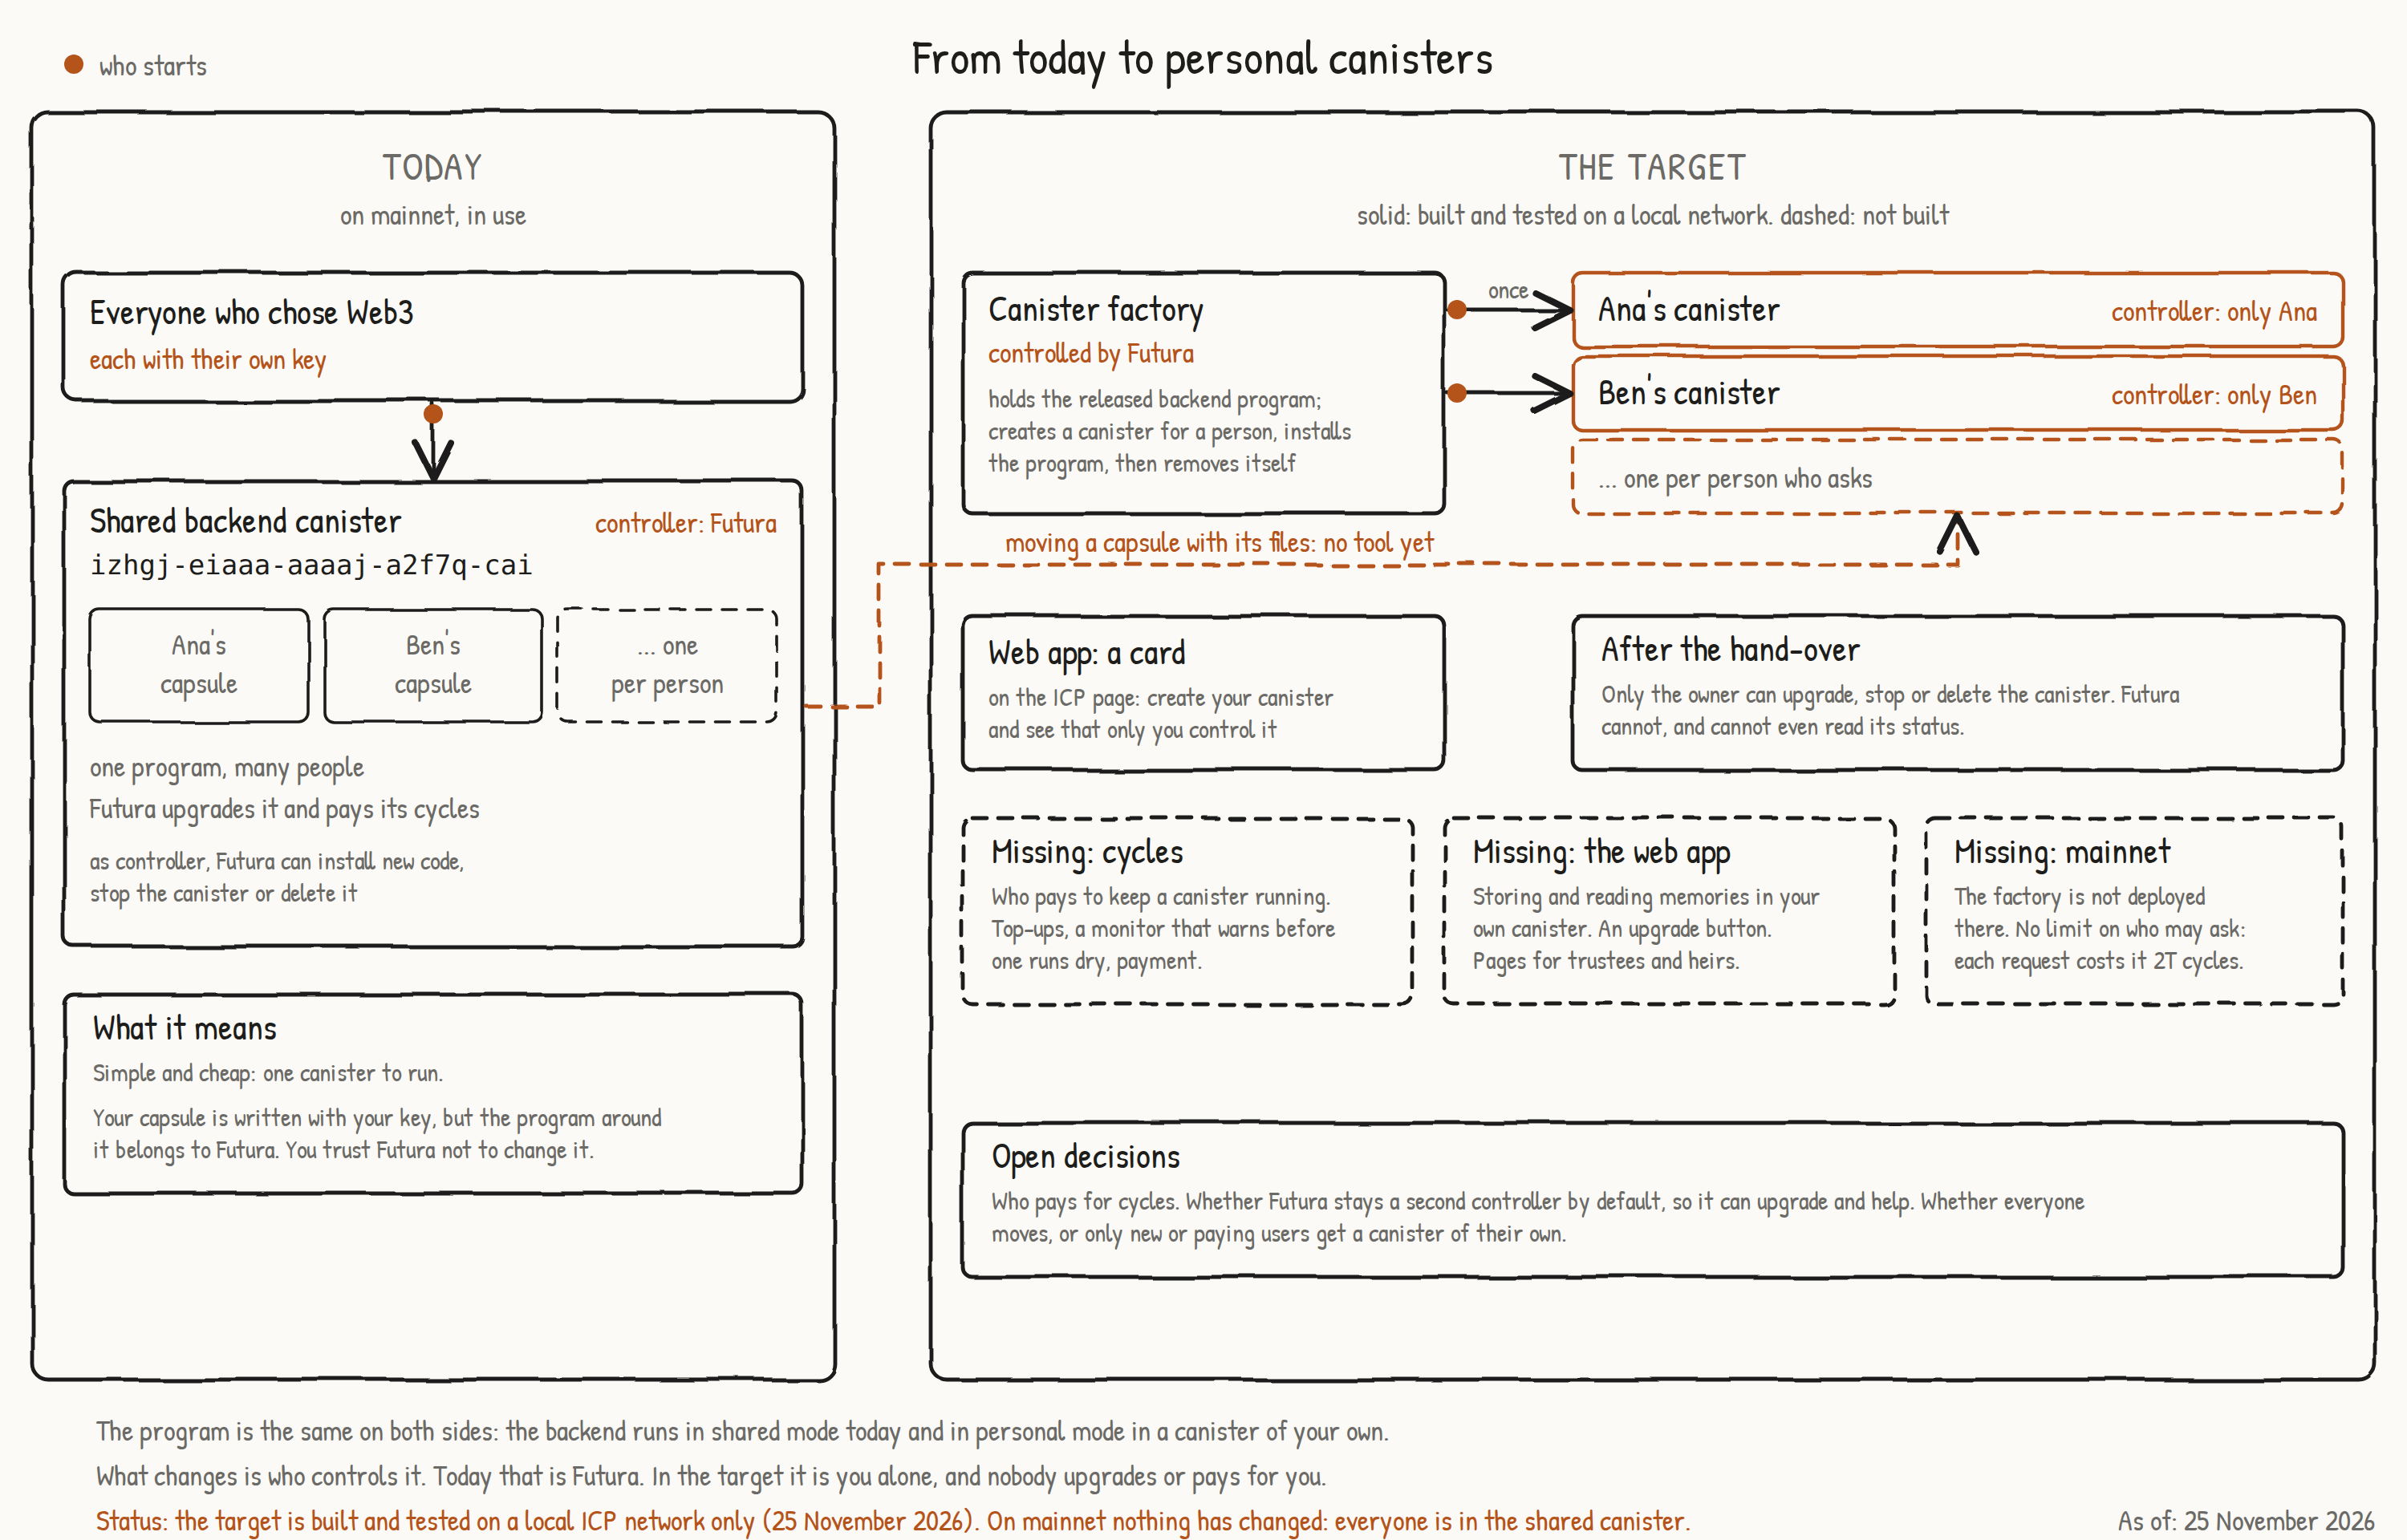 who starts
From today to personal canisters
TODAY
on mainnet, in use
Everyone who chose Web3
each with their own key
Shared backend canister
controller: Futura
izhgj-eiaaa-aaaaj-a2f7q-cai
Ana's
capsule
Ben's
capsule
... one
per person
one program, many people
Futura upgrades it and pays its cycles
as controller, Futura can install new code,
stop the canister or delete it
What it means
Simple and cheap: one canister to run.
Your capsule is written with your key, but the program around
it belongs to Futura. You trust Futura not to change it.
THE TARGET
solid: built and tested on a local network. dashed: not built
Canister factory
controlled by Futura
holds the released backend program;
creates a canister for a person, installs
the program, then removes itself
once
Ana's canister
controller: only Ana
Ben's canister
controller: only Ben
... one per person who asks
moving a capsule with its files: no tool yet
Web app: a card
on the ICP page: create your canister
and see that only you control it
After the hand-over
Only the owner can upgrade, stop or delete the canister. Futura
cannot, and cannot even read its status.
Missing: cycles
Who pays to keep a canister running.
Top-ups, a monitor that warns before
one runs dry, payment.
Missing: the web app
Storing and reading memories in your
own canister. An upgrade button.
Pages for trustees and heirs.
Missing: mainnet
The factory is not deployed
there. No limit on who may ask:
each request costs it 2T cycles.
Open decisions
Who pays for cycles. Whether Futura stays a second controller by default, so it can upgrade and help. Whether everyone
moves, or only new or paying users get a canister of their own.
The program is the same on both sides: the backend runs in shared mode today and in personal mode in a canister of your own.
What changes is who controls it. Today that is Futura. In the target it is you alone, and nobody upgrades or pays for you.
Status: the target is built and tested on a local ICP network only (25 November 2026). On mainnet nothing has changed: everyone is in the shared canister.
As of: 25 November 2026